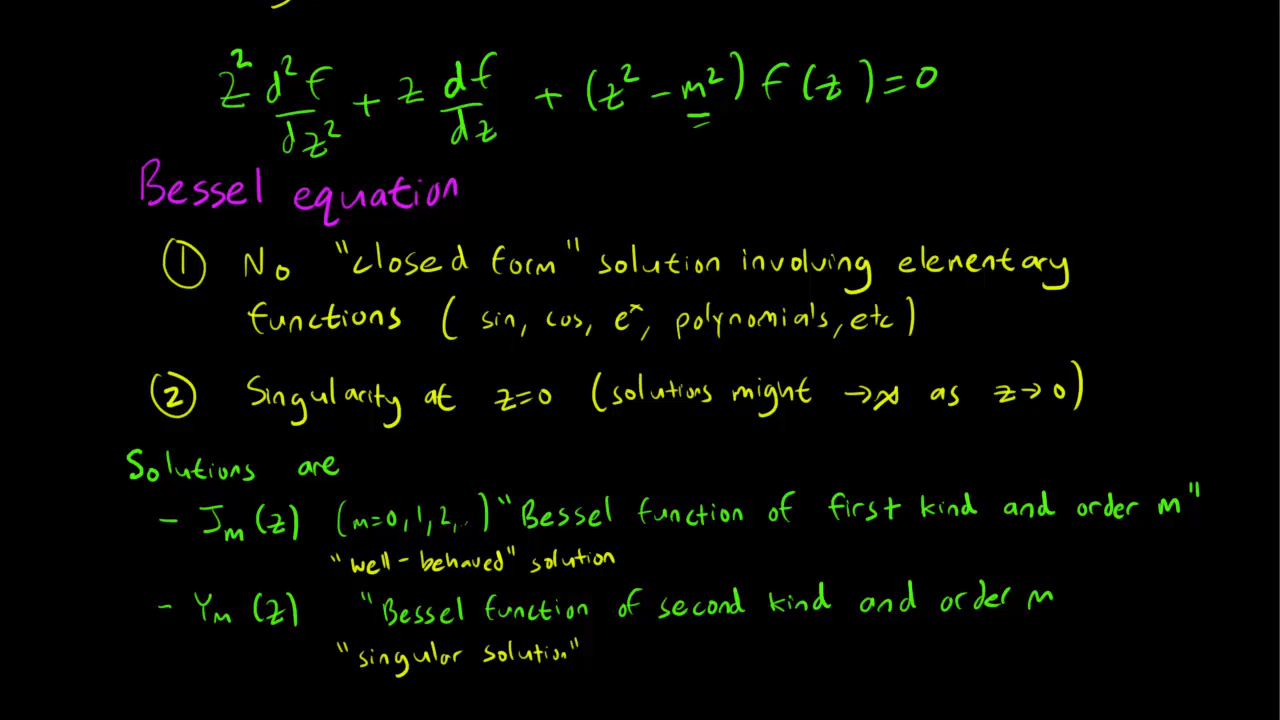 z² d²f/dz² + z df/dz + (z² - m²) f(z) = 0
Bessel equation
① No "closed form" solution involving elementary
functions (sin, cos, eˣ, polynomials, etc)
② Singularity at z=0 (solutions might →∞ as z→0)
Solutions are
- Jₘ(z) (m=0,1,2,..) "Bessel function of first kind and order m"
"well-behaved" solution
- Yₘ(z) "Bessel function of second kind and order m
"singular solution"